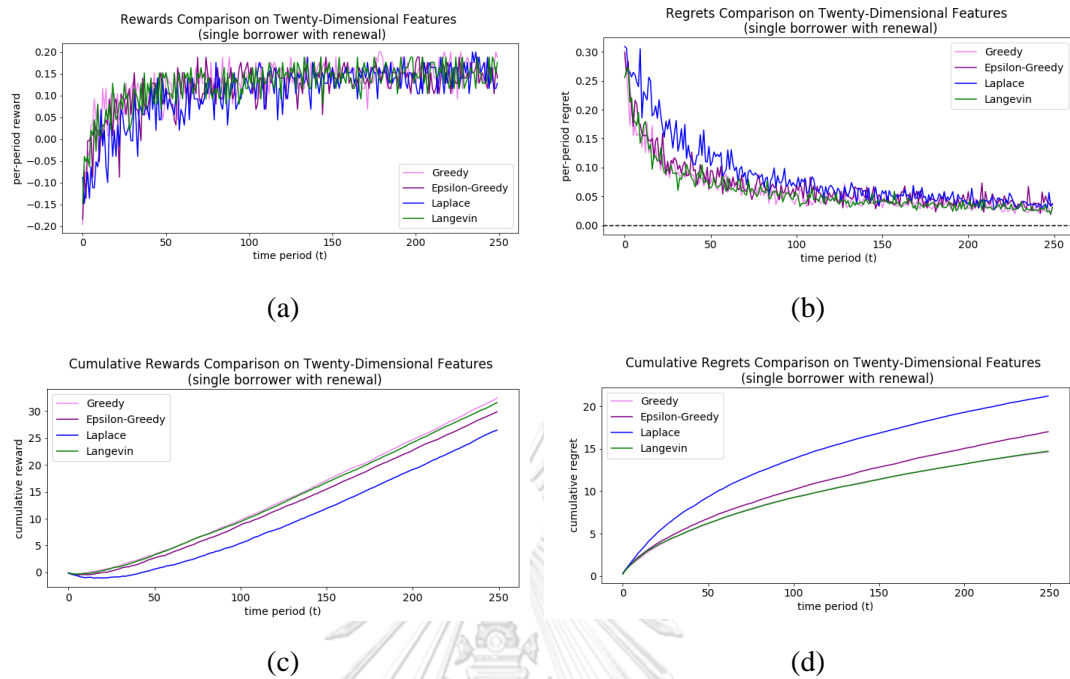 Rewards Comparison on Twenty-Dimensional Features
(single borrower with renewal)
per-period reward
0.20
0.15
0.10
0.05
0.00
−0.05
−0.10
−0.15
−0.20
Greedy
Epsilon-Greedy
Laplace
Langevin
0
50
100
150
200
250
time period (t)
(a)
Regrets Comparison on Twenty-Dimensional Features
(single borrower with renewal)
per-period regret
0.30
0.25
0.20
0.15
0.10
0.05
0.00
Greedy
Epsilon-Greedy
Laplace
Langevin
0
50
100
150
200
250
time period (t)
(b)
Cumulative Rewards Comparison on Twenty-Dimensional Features
(single borrower with renewal)
cumulative reward
30
25
20
15
10
5
0
Greedy
Epsilon-Greedy
Laplace
Langevin
0
50
100
150
200
250
time period (t)
(c)
Cumulative Regrets Comparison on Twenty-Dimensional Features
(single borrower with renewal)
cumulative regret
20
15
10
5
0
Greedy
Epsilon-Greedy
Laplace
Langevin
0
50
100
150
200
250
time period (t)
(d)